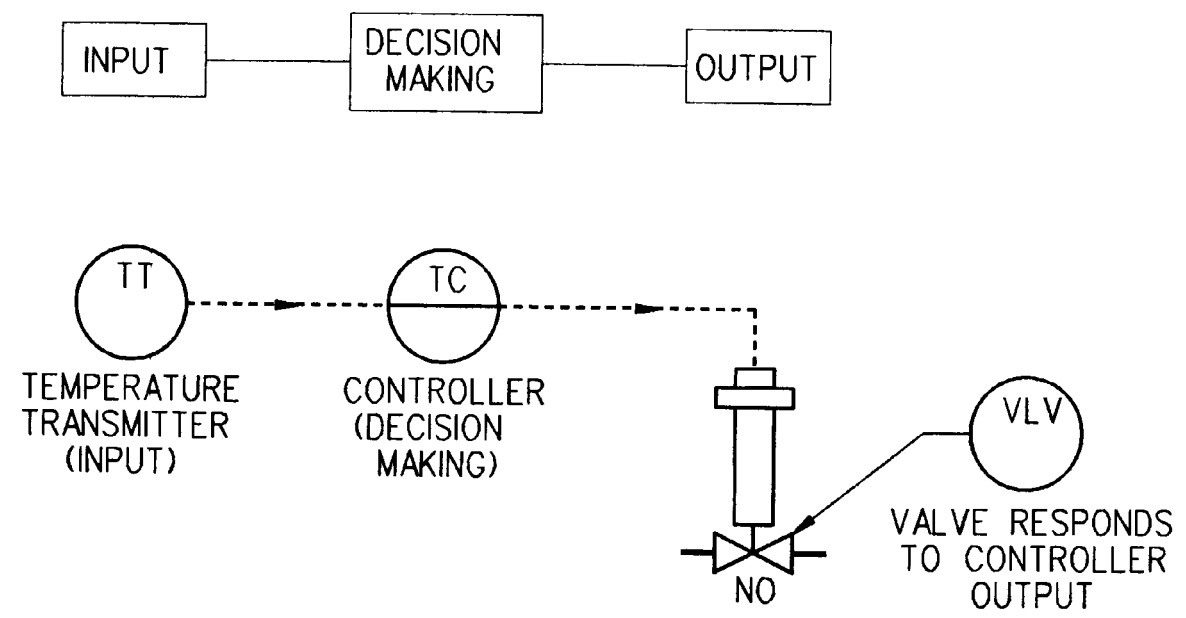 INPUT
DECISION
MAKING
OUTPUT
TT
TC
TEMPERATURE
TRANSMITTER
(INPUT)
CONTROLLER
(DECISION
MAKING)
VLV
VALVE RESPONDS
TO CONTROLLER
OUTPUT
NO